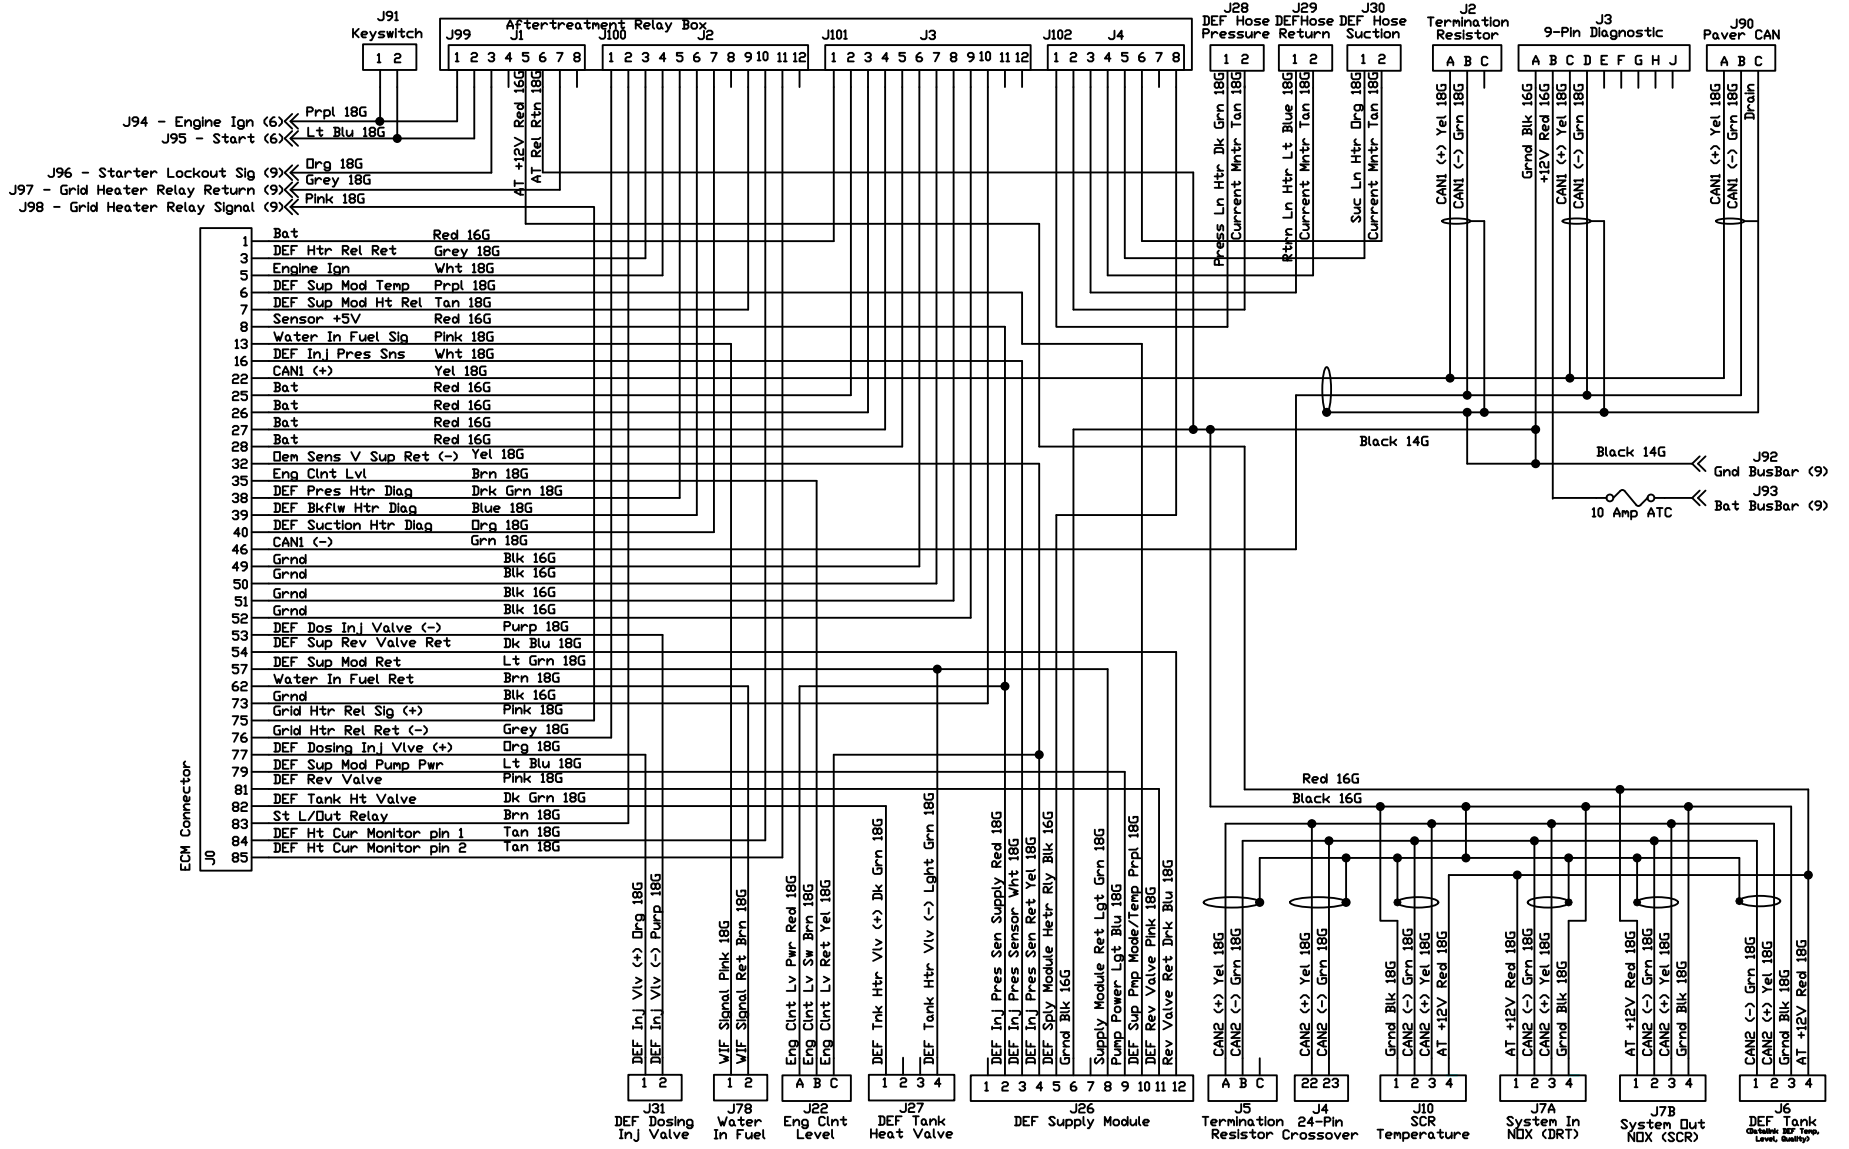 J91
Keyswitch
1 2
Aftertreatment Relay Box
J99 J1
1 2 3 4 5 6 7 8
J100 J2
1 2 3 4 5 6 7 8 9 10 11 12
J101 J3
1 2 3 4 5 6 7 8 9 10 11 12
J102 J4
1 2 3 4 5 6 7 8
J28
DEF Hose
Pressure
1 2
J29
DEFHose
Return
1 2
J30
DEF Hose
Suction
1 2
J2
Termination
Resistor
A B C
J3
9-Pin Diagnostic
A B C D E F G H J
J90
Paver CAN
A B C
AT +12V Red 16G
AT Rel Rtn 18G
Press Ln Htr Dk Grn 18G
Current Mntr Tan 18G
Rtrn Ln Htr Lt Blue 18G
Current Mntr Tan 18G
Suc Ln Htr Org 18G
Current Mntr Tan 18G
CAN1 (+) Yel 18G
CAN1 (-) Grn 18G
Grnd Blk 16G
+12V Red 16G
CAN1 (+) Yel 18G
CAN1 (-) Grn 18G
CAN1 (+) Yel 18G
CAN1 (-) Grn 18G
Drain
J94 - Engine Ign (6) Prpl 18G
J95 - Start (6) Lt Blu 18G
J96 - Starter Lockout Sig (9) Org 18G
J97 - Grid Heater Relay Return (9) Grey 18G
J98 - Grid Heater Relay Signal (9) Pink 18G
1 Bat Red 16G
3 DEF Htr Rel Ret Grey 18G
5 Engine Ign Wht 18G
6 DEF Sup Mod Temp Prpl 18G
7 DEF Sup Mod Ht Rel Tan 18G
8 Sensor +5V Red 16G
13 Water In Fuel Sig Pink 18G
16 DEF Inj Pres Sns Wht 18G
22 CAN1 (+) Yel 18G
25 Bat Red 16G
26 Bat Red 16G
27 Bat Red 16G
28 Bat Red 16G
32 Oem Sens V Sup Ret (-) Yel 18G
35 Eng Clnt Lvl Brn 18G
38 DEF Pres Htr Diag Drk Grn 18G
39 DEF Bkflw Htr Diag Blue 18G
40 DEF Suction Htr Diag Org 18G
46 CAN1 (-) Grn 18G
49 Grnd Blk 16G
50 Grnd Blk 16G
51 Grnd Blk 16G
52 Grnd Blk 16G
53 DEF Dos Inj Valve (-) Purp 18G
54 DEF Sup Rev Valve Ret Dk Blu 18G
57 DEF Sup Mod Ret Lt Grn 18G
62 Water In Fuel Ret Brn 18G
73 Grnd Blk 16G
75 Grid Htr Rel Sig (+) Pink 18G
76 Grid Htr Rel Ret (-) Grey 18G
77 DEF Dosing Inj Vlve (+) Org 18G
79 DEF Sup Mod Pump Pwr Lt Blu 18G
81 DEF Rev Valve Pink 18G
82 DEF Tank Ht Valve Dk Grn 18G
83 St L/Out Relay Brn 18G
84 DEF Ht Cur Monitor pin 1 Tan 18G
85 DEF Ht Cur Monitor pin 2 Tan 18G
ECM Connector
J0
Black 14G
Black 14G
J92
Gnd BusBar (9)
J93
Bat BusBar (9)
10 Amp ATC
Red 16G
Black 16G
DEF Inj Vlv (+) Org 18G
DEF Inj Vlv (-) Purp 18G
WIF Signal Pink 18G
WIF Signal Ret Brn 18G
Eng Clnt Lv Pwr Red 18G
Eng Clnt Lv Sw Brn 18G
Eng Clnt Lv Ret Yel 18G
DEF Tnk Htr Vlv (+) Dk Grn 18G
DEF Tank Htr Vlv (-) Lght Grn 18G
DEF Inj Pres Sen Supply Red 18G
DEF Inj Pres Sensor Wht 18G
DEF Inj Pres Sen Ret Yel 18G
DEF Sply Module Hetr Rly Blk 16G
Grnd Blk 16G
Supply Module Ret Lgt Grn 18G
Pump Power Lgt Blu 18G
DEF Sup Pmp Mode/Temp Prpl 18G
DEF Rev Valve Pink 18G
Rev Valve Ret Drk Blu 18G
CAN2 (+) Yel 18G
CAN2 (-) Grn 18G
CAN2 (+) Yel 18G
CAN2 (-) Grn 18G
Grnd Blk 18G
CAN2 (-) Grn 18G
CAN2 (+) Yel 18G
AT +12V Red 18G
AT +12V Red 18G
CAN2 (-) Grn 18G
CAN2 (+) Yel 18G
Grnd Blk 18G
AT +12V Red 18G
CAN2 (-) Grn 18G
CAN2 (+) Yel 18G
Grnd Blk 18G
CAN2 (-) Grn 18G
CAN2 (+) Yel 18G
Grnd Blk 18G
AT +12V Red 18G
1 2
J31
DEF Dosing
Inj Valve
1 2
J78
Water
In Fuel
A B C
J22
Eng Clnt
Level
1 2 3 4
J27
DEF Tank
Heat Valve
1 2 3 4 5 6 7 8 9 10 11 12
J26
DEF Supply Module
A B C
J5
Termination
Resistor
22 23
J4
24-Pin
Crossover
1 2 3 4
J10
SCR
Temperature
1 2 3 4
J7A
System In
NOX (DRT)
1 2 3 4
J7B
System Out
NOX (SCR)
1 2 3 4
J6
DEF Tank
(Datalink DEF Temp,
Level, Quality)